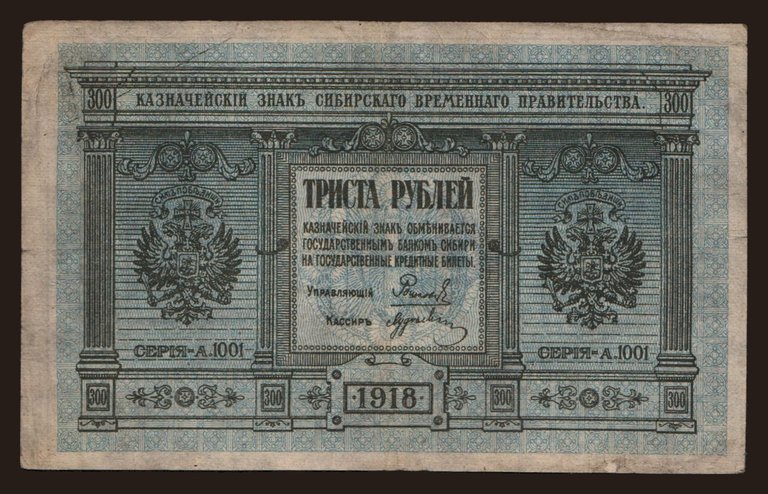 300 КАЗНАЧЕЙСКІЙ ЗНАКЪ СИБИРСКАГО ВРЕМЕННАГО ПРАВИТЕЛЬСТВА. 300
ТРИСТА РУБЛЕЙ
КАЗНАЧЕЙСКІЙ ЗНАКЪ ОБМѢНИВАЕТСЯ
ГОСУДАРСТВЕННЫМЪ БАНКОМЪ СИБИРИ
НА ГОСУДАРСТВЕННЫЕ КРЕДИТНЫЕ БИЛЕТЫ.
УПРАВЛЯЮЩІЙ
КАССИРЪ
СЕРІЯ-А.1001 СЕРІЯ-А.1001
300 300 ·1918· 300 300